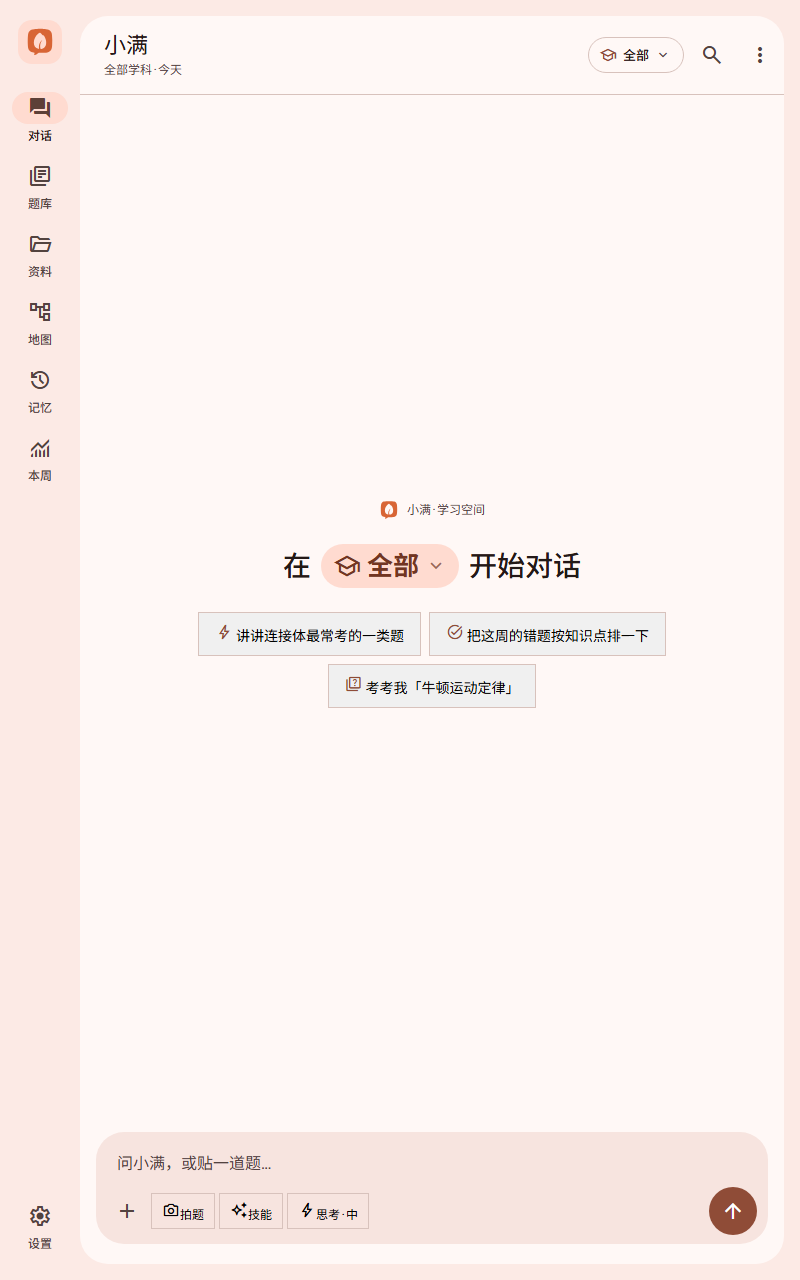 小满
全部学科·今天
全部
对话
题库
资料
地图
记忆
本周
小满·学习空间
在 全部 开始对话
讲讲连接体最常考的一类题
把这周的错题按知识点排一下
考考我「牛顿运动定律」
问小满，或贴一道题…
拍题
技能
思考·中
设置